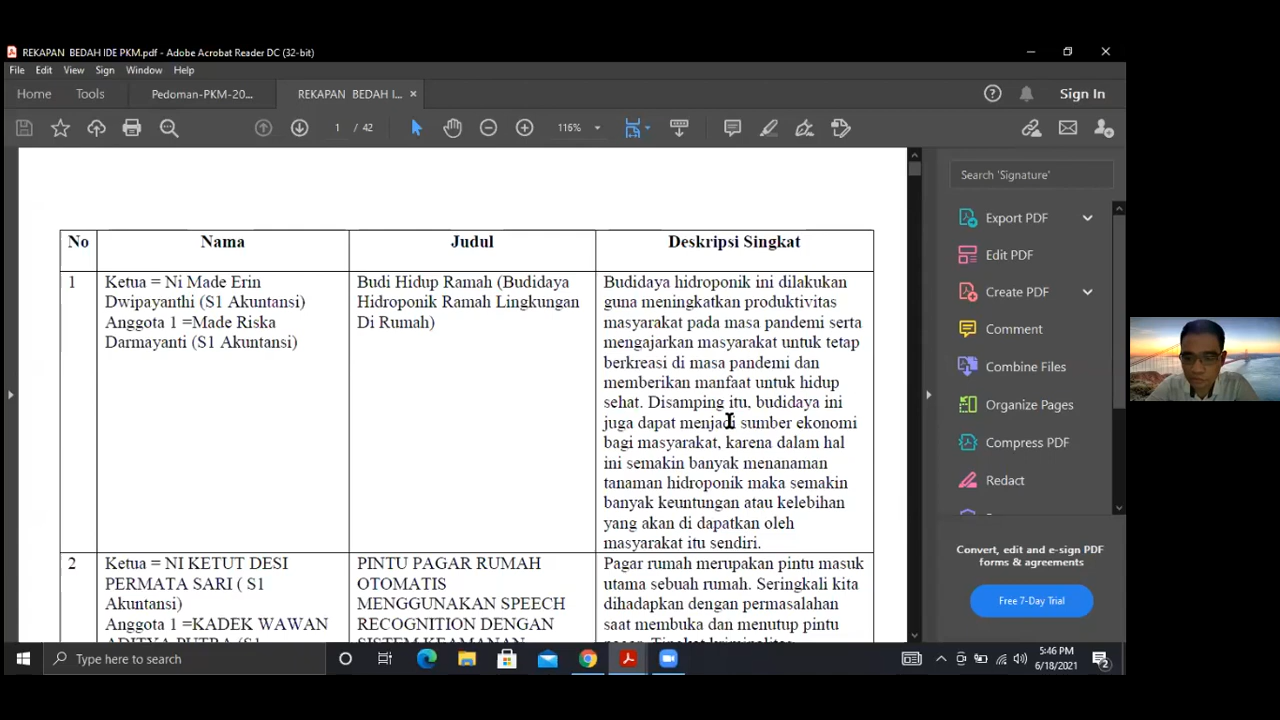 REKAPAN BEDAH IDE PKM.pdf - Adobe Acrobat Reader DC (32-bit)
File Edit View Sign Window Help
Home Tools Pedoman-PKM-20... REKAPAN BEDAH I... × Sign In
1 / 42 116%
Search 'Signature'
Export PDF
Edit PDF
Create PDF
Comment
Combine Files
Organize Pages
Compress PDF
Redact
Convert, edit and e-sign PDF
forms & agreements
Free 7-Day Trial
No Nama Judul Deskripsi Singkat
1
Ketua = Ni Made Erin
Dwipayanthi (S1 Akuntansi)
Anggota 1 =Made Riska
Darmayanti (S1 Akuntansi)
Budi Hidup Ramah (Budidaya
Hidroponik Ramah Lingkungan
Di Rumah)
Budidaya hidroponik ini dilakukan
guna meningkatkan produktivitas
masyarakat pada masa pandemi serta
mengajarkan masyarakat untuk tetap
berkreasi di masa pandemi dan
memberikan manfaat untuk hidup
sehat. Disamping itu, budidaya ini
juga dapat menjadi sumber ekonomi
bagi masyarakat, karena dalam hal
ini semakin banyak menanaman
tanaman hidroponik maka semakin
banyak keuntungan atau kelebihan
yang akan di dapatkan oleh
masyarakat itu sendiri.
2
Ketua = NI KETUT DESI
PERMATA SARI ( S1
Akuntansi)
Anggota 1 =KADEK WAWAN
ADITYA PUTRA (S1
PINTU PAGAR RUMAH
OTOMATIS
MENGGUNAKAN SPEECH
RECOGNITION DENGAN
SISTEM KEAMANAN
Pagar rumah merupakan pintu masuk
utama sebuah rumah. Seringkali kita
dihadapkan dengan permasalahan
saat membuka dan menutup pintu
pagar. Tingkat kriminalitas
Type here to search
5:46 PM
6/18/2021
2